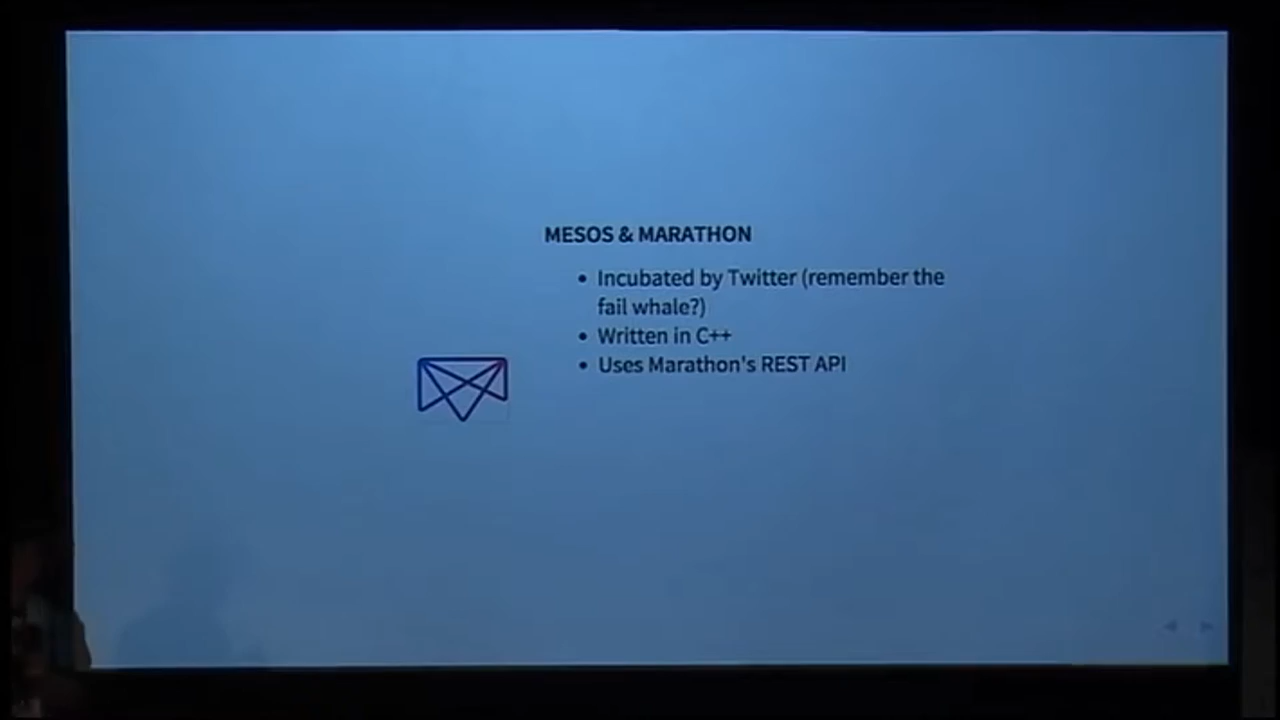 MESOS & MARATHON
• Incubated by Twitter (remember the
fail whale?)
• Written in C++
• Uses Marathon's REST API